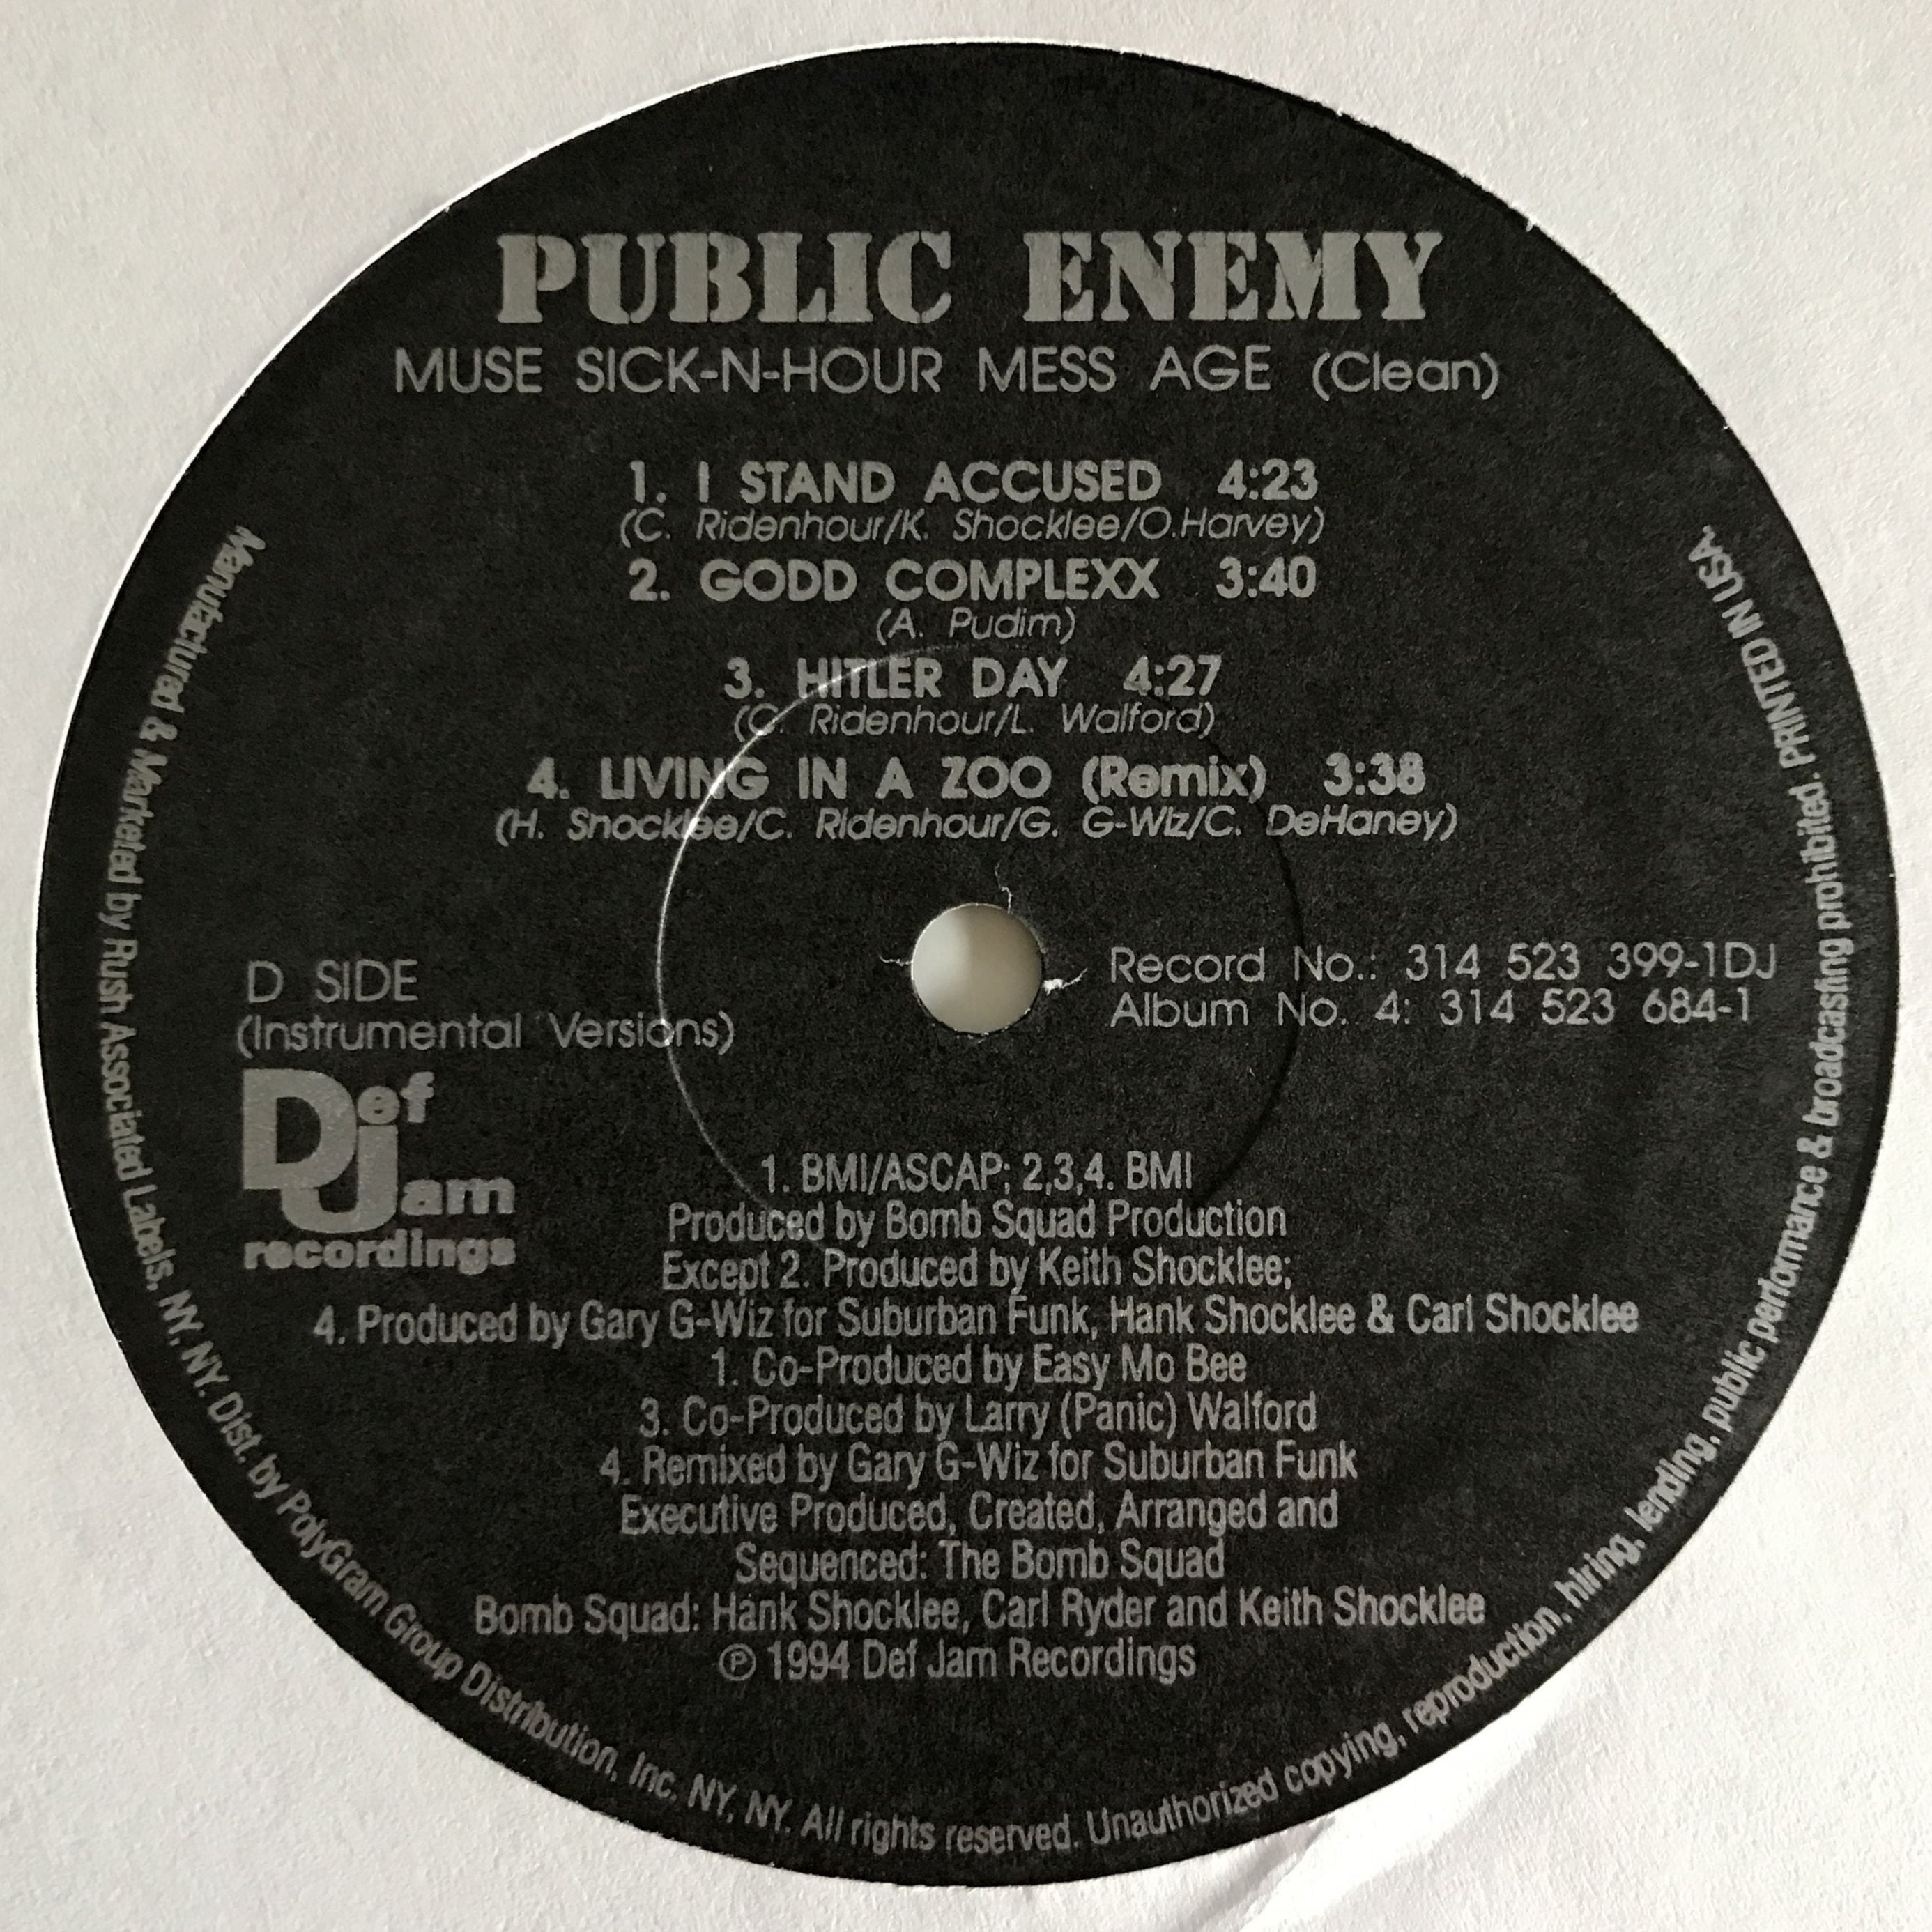 PUBLIC ENEMY
MUSE SICK-N-HOUR MESS AGE (Clean)
1. I STAND ACCUSED 4:23
(C. Ridenhour/K. Shocklee/O.Harvey)
2. GODD COMPLEXX 3:40
(A. Pudim)
3. HITLER DAY 4:27
(C. Ridenhour/L. Walford)
4. LIVING IN A ZOO (Remix) 3:38
(H. Shocklee/C. Ridenhour/G. G-Wiz/C. DeHaney)
D SIDE
(Instrumental Versions)
Record No.: 314 523 399-1DJ
Album No. 4: 314 523 684-1
Def Jam
recordings
1. BMI/ASCAP; 2,3,4. BMI
Produced by Bomb Squad Production
Except 2. Produced by Keith Shocklee;
4. Produced by Gary G-Wiz for Suburban Funk, Hank Shocklee & Carl Shocklee
1. Co-Produced by Easy Mo Bee
3. Co-Produced by Larry (Panic) Walford
4. Remixed by Gary G-Wiz for Suburban Funk
Executive Produced, Created, Arranged and
Sequenced: The Bomb Squad
Bomb Squad: Hank Shocklee, Carl Ryder and Keith Shocklee
℗ 1994 Def Jam Recordings
Manufactured & Marketed by Rush Associated Labels, NY, NY. Dist. by PolyGram Group Distribution, Inc. NY, NY. All rights reserved. Unauthorized copying, reproduction, hiring, lending, public performance & broadcasting prohibited. PRINTED IN USA.